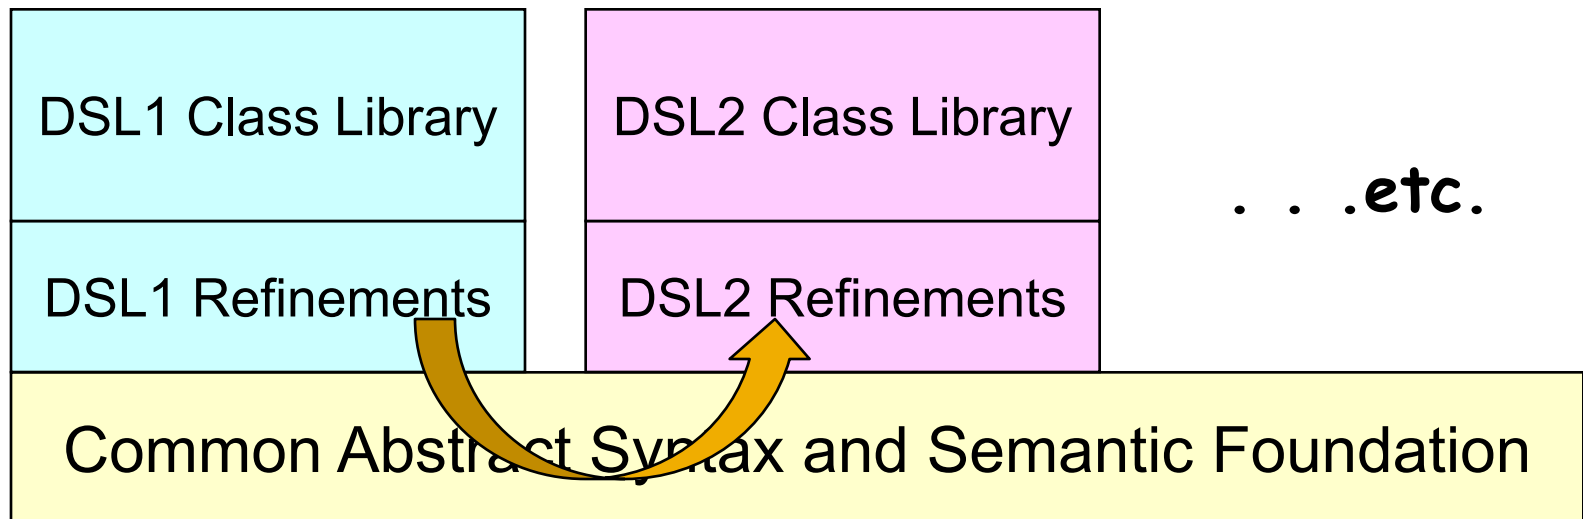 DSL1 Class Library
DSL2 Class Library
. . .etc.
DSL1 Refinements
DSL2 Refinements
Common Abstract Syntax and Semantic Foundation